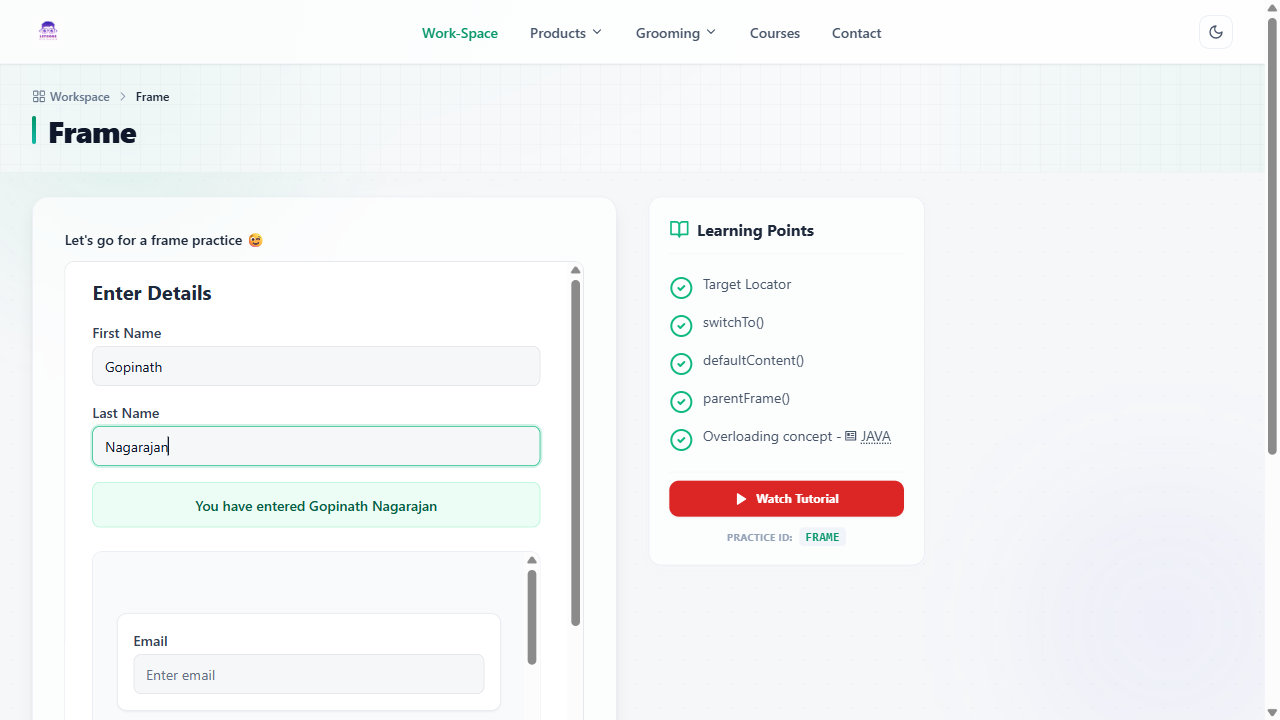 Work-Space
Products
Grooming
Courses
Contact
Workspace
Frame
Frame
Let's go for a frame practice 🥳
Enter Details
First Name
Gopinath
Last Name
Nagarajan
You have entered Gopinath Nagarajan
Email
Enter email
Learning Points
Target Locator
switchTo()
defaultContent()
parentFrame()
Overloading concept - 📰 JAVA
Watch Tutorial
PRACTICE ID: FRAME